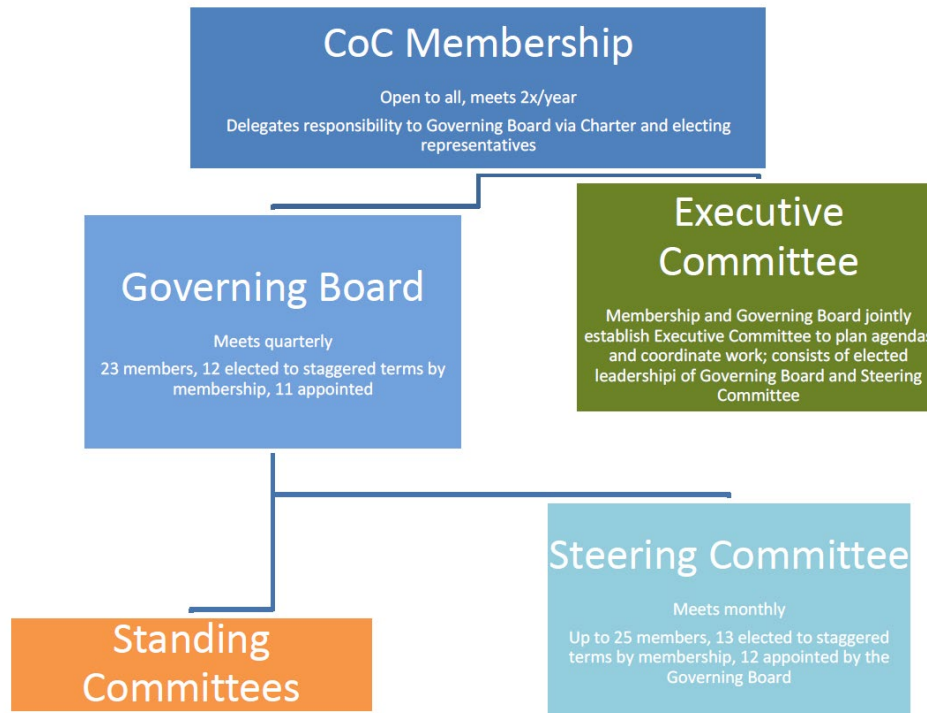 CoC Membership
Open to all, meets 2x/year
Delegates responsibility to Governing Board via Charter and electing
representatives
Governing Board
Meets quarterly
23 members, 12 elected to staggered terms by
membership, 11 appointed
Executive
Committee
Membership and Governing Board jointly
establish Executive Committee to plan agendas
and coordinate work; consists of elected
leadershipi of Governing Board and Steering
Committee
Steering Committee
Meets monthly
Up to 25 members, 13 elected to staggered
terms by membership, 12 appointed by the
Governing Board
Standing
Committees